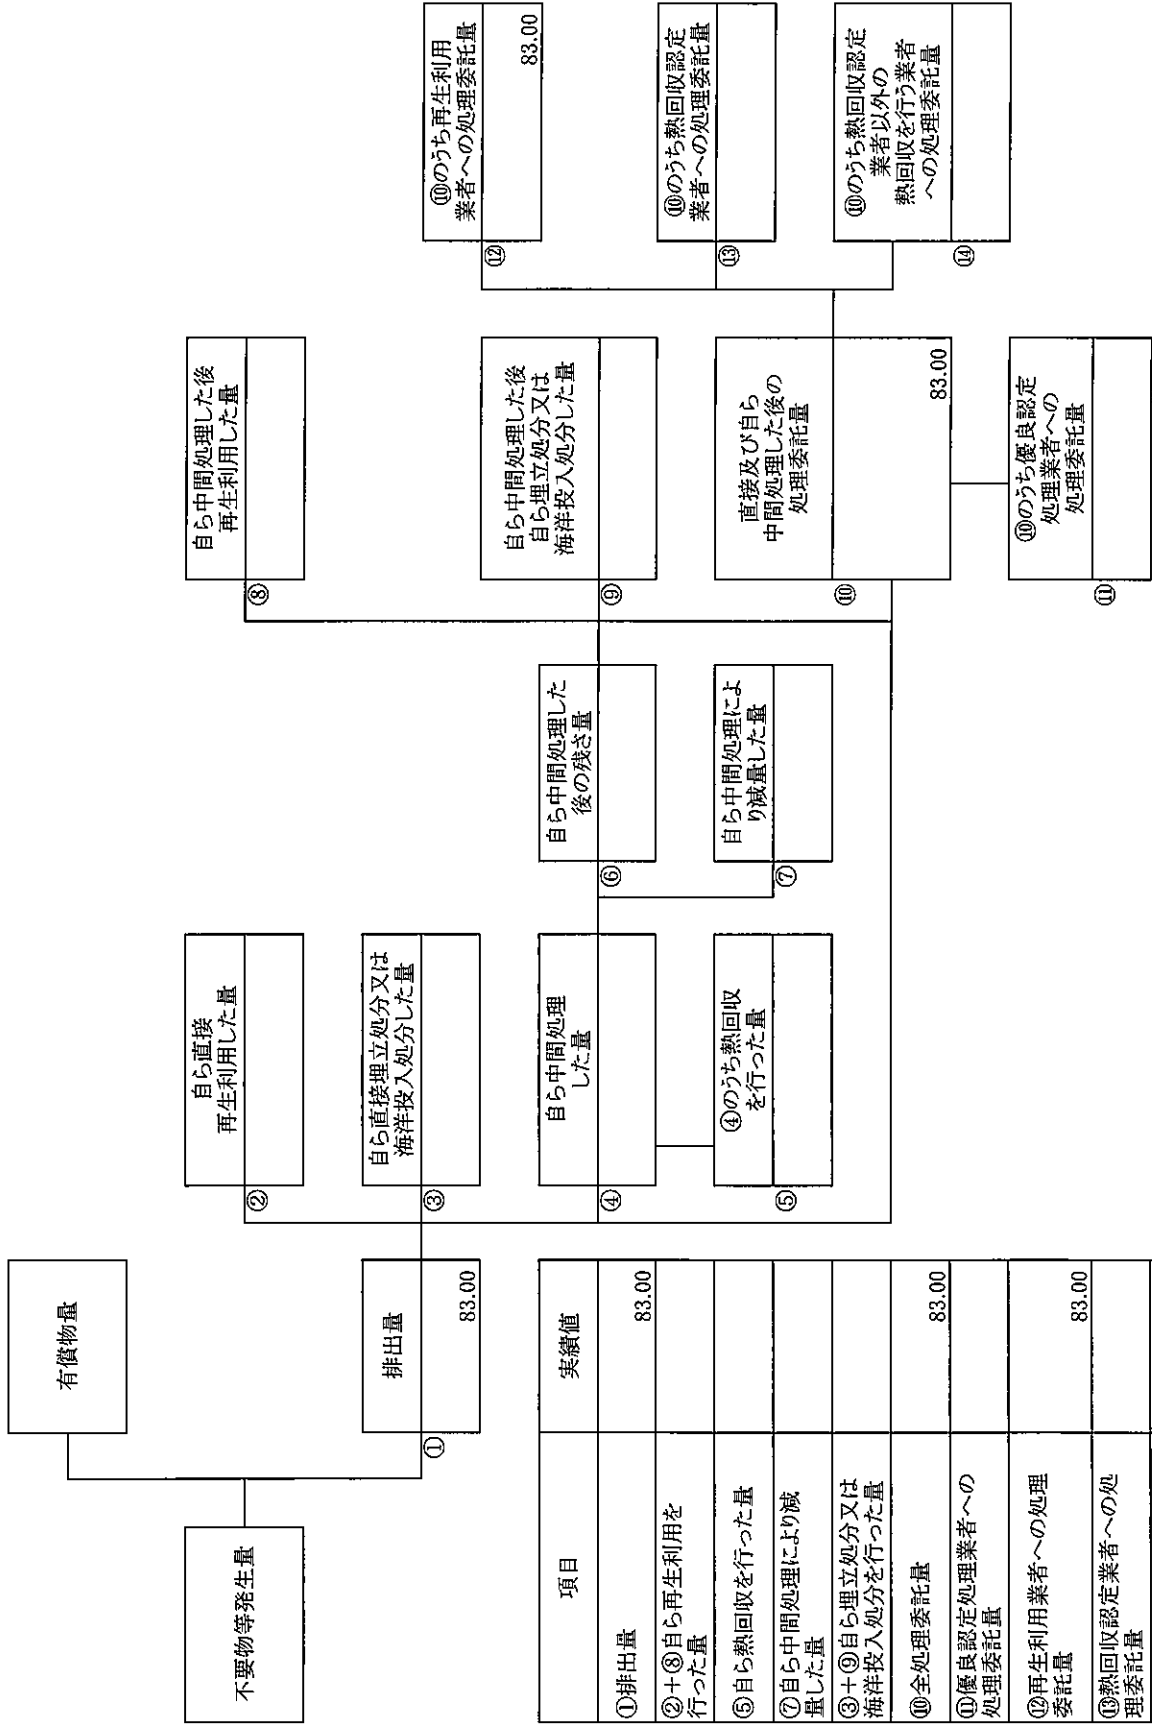 有償物量
不要物等発生量
①
排出量
83.00
②
自ら直接
再生利用した量
③
自ら直接埋立処分又は
海洋投入処分した量
④
自ら中間処理
した量
⑤
④のうち熱回収
を行った量
⑥
自ら中間処理した
後の残さ量
⑦
自ら中間処理によ
り減量した量
⑧
自ら中間処理した後
再生利用した量
⑨
自ら中間処理した後
自ら埋立処分又は
海洋投入処分した量
⑩
直接及び自ら
中間処理した後の
処理委託量
83.00
⑪
⑩のうち優良認定
処理業者への
処理委託量
⑫
⑩のうち再生利用
業者への処理委託量
83.00
⑬
⑩のうち熱回収認定
業者への処理委託量
⑭
⑩のうち熱回収認定
業者以外の
熱回収を行う業者
への処理委託量
項目 実績値
①排出量 83.00
②+⑧自ら再生利用を
行った量
⑤自ら熱回収を行った量
⑦自ら中間処理により減
量した量
③+⑨自ら埋立処分又は
海洋投入処分を行った量
⑩全処理委託量 83.00
⑪優良認定処理業者への
処理委託量
⑫再生利用業者への処理
委託量 83.00
⑬熱回収認定業者への処
理委託量